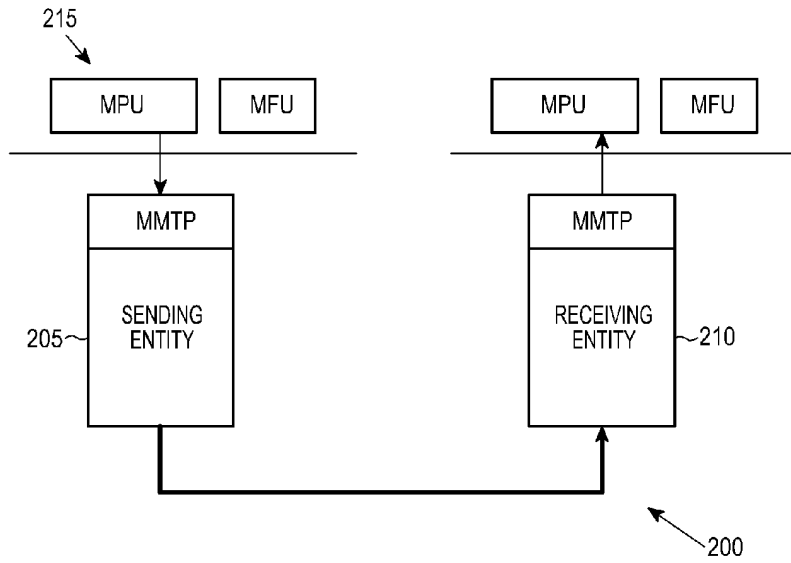 215
MPU MFU MPU MFU
MMTP MMTP
SENDING ENTITY
RECEIVING ENTITY
205
210
200